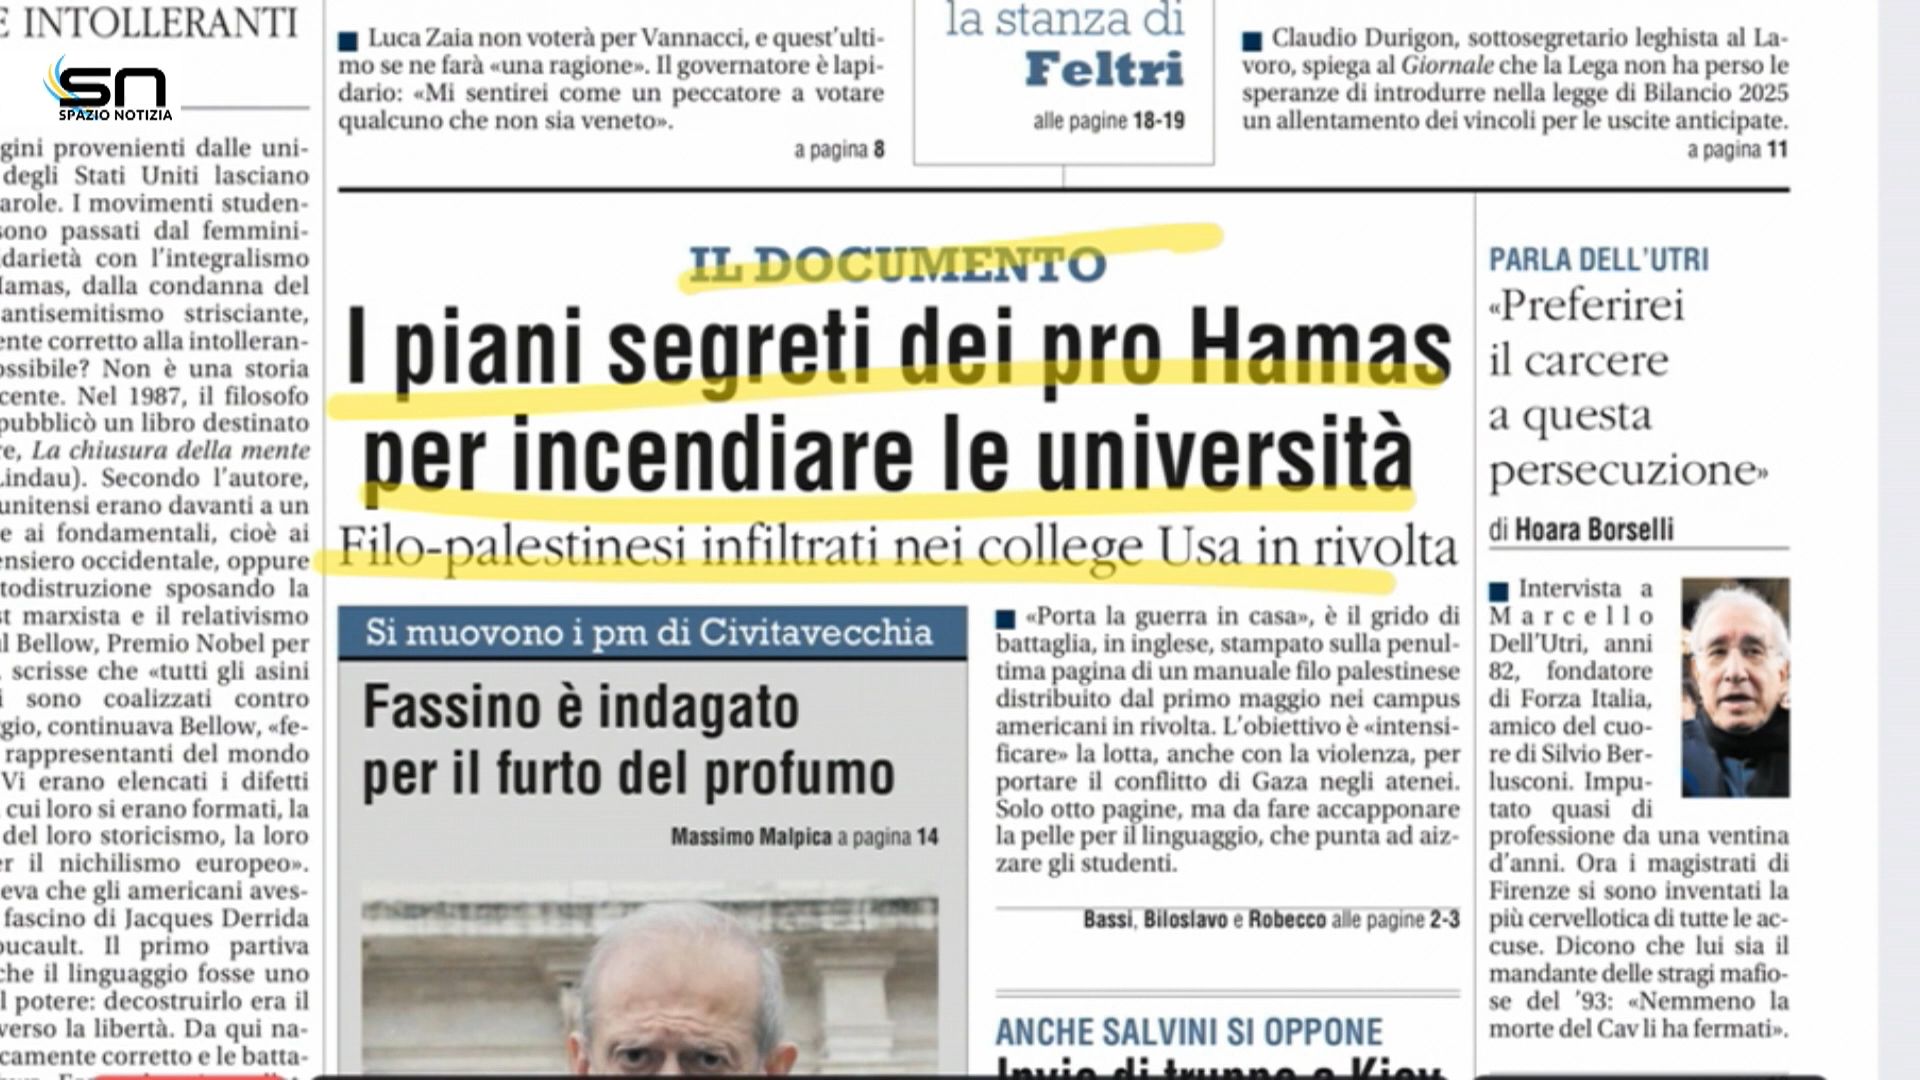 E INTOLLERANTI
SN
SPAZIO NOTIZIA
gini provenienti dalle uni-
degli Stati Uniti lasciano
arole. I movimenti studen-
sono passati dal femmini-
idarietà con l'integralismo
Hamas, dalla condanna del
antisemitismo strisciante,
ente corretto alla intolleran-
ossibile? Non è una storia
cente. Nel 1987, il filosofo
pubblicò un libro destinato
re, La chiusura della mente
Lindau). Secondo l'autore,
unitensi erano davanti a un
e ai fondamentali, cioè ai
ensiero occidentale, oppure
todistruzione sposando la
st marxista e il relativismo
ul Bellow, Premio Nobel per
scrisse che «tutti gli asini
i sono coalizzati contro
ggio, continuava Bellow, «fe-
rappresentanti del mondo
Vi erano elencati i difetti
cui loro si erano formati, la
del loro storicismo, la loro
er il nichilismo europeo».
eva che gli americani aves-
fascino di Jacques Derrida
oucault. Il primo partiva
che il linguaggio fosse uno
l potere: decostruirlo era il
verso la libertà. Da qui na-
camente corretto e le batta-
Luca Zaia non voterà per Vannacci, e quest'ulti-
mo se ne farà «una ragione». Il governatore è lapi-
dario: «Mi sentirei come un peccatore a votare
qualcuno che non sia veneto».
a pagina 8
la stanza di
Feltri
alle pagine 18-19
Claudio Durigon, sottosegretario leghista al La-
voro, spiega al Giornale che la Lega non ha perso le
speranze di introdurre nella legge di Bilancio 2025
un allentamento dei vincoli per le uscite anticipate.
a pagina 11
IL DOCUMENTO
I piani segreti dei pro Hamas
per incendiare le università
Filo-palestinesi infiltrati nei college Usa in rivolta
Si muovono i pm di Civitavecchia
Fassino è indagato
per il furto del profumo
Massimo Malpica a pagina 14
«Porta la guerra in casa», è il grido di
battaglia, in inglese, stampato sulla penul-
tima pagina di un manuale filo palestinese
distribuito dal primo maggio nei campus
americani in rivolta. L'obiettivo è «intensi-
ficare» la lotta, anche con la violenza, per
portare il conflitto di Gaza negli atenei.
Solo otto pagine, ma da fare accapponare
la pelle per il linguaggio, che punta ad aiz-
zare gli studenti.
Bassi, Biloslavo e Robecco alle pagine 2-3
ANCHE SALVINI SI OPPONE
Invio di truppe a Kiev
PARLA DELL'UTRI
«Preferirei
il carcere
a questa
persecuzione»
di Hoara Borselli
Intervista a
Marcello
Dell'Utri, anni
82, fondatore
di Forza Italia,
amico del cuo-
re di Silvio Ber-
lusconi. Impu-
tato quasi di
professione da una ventina
d'anni. Ora i magistrati di
Firenze si sono inventati la
più cervellotica di tutte le ac-
cuse. Dicono che lui sia il
mandante delle stragi mafio-
se del '93: «Nemmeno la
morte del Cav li ha fermati».